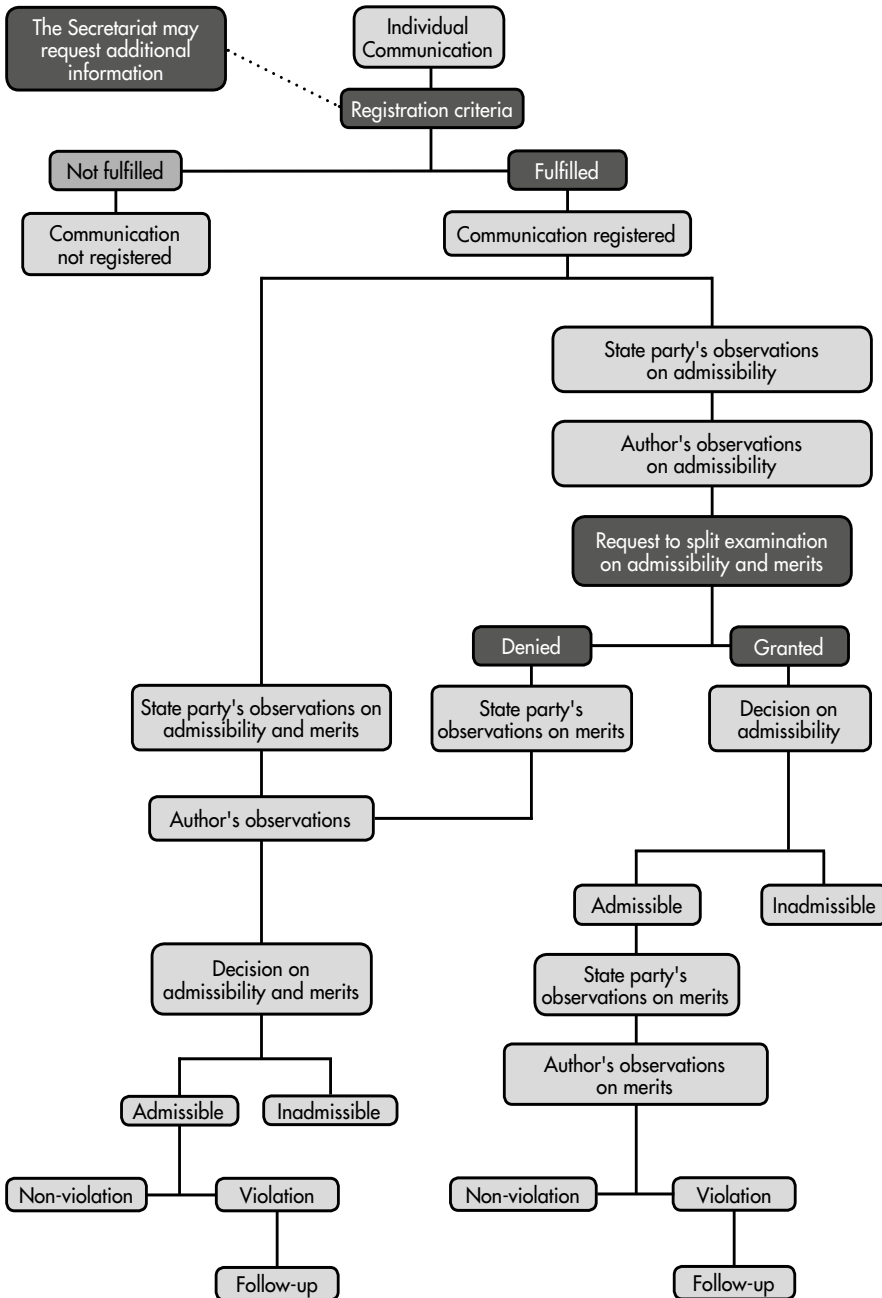 The Secretariat may
request additional
information
Individual
Communication
Registration criteria
Not fulfilled
Fulfilled
Communication
not registered
Communication registered
State party's observations
on admissibility
Author's observations
on admissibility
Request to split examination
on admissibility and merits
Denied
Granted
State party's observations on
admissibility and merits
State party's
observations on merits
Decision on
admissibility
Author's observations
Admissible
Inadmissible
Decision on
admissibility and merits
State party's
observations on merits
Author's observations
on merits
Admissible
Inadmissible
Non-violation
Violation
Non-violation
Violation
Follow-up
Follow-up